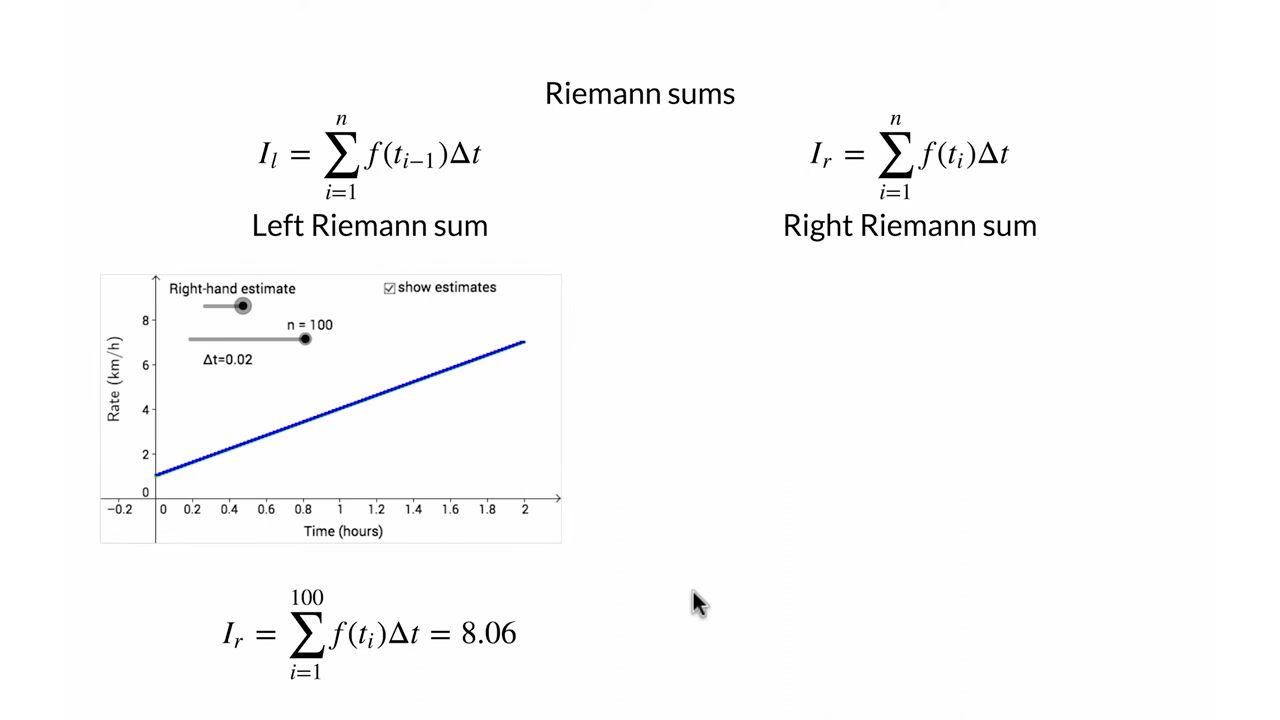 Riemann sums
I_l = \sum_{i=1}^{n} f(t_{i-1})Δt
I_r = \sum_{i=1}^{n} f(t_i)Δt
Left Riemann sum
Right Riemann sum
Right-hand estimate
show estimates
n = 100
Δt=0.02
Rate (km/h)
8
6
4
2
0
−0.2 0 0.2 0.4 0.6 0.8 1 1.2 1.4 1.6 1.8 2
Time (hours)
I_r = \sum_{i=1}^{100} f(t_i)Δt = 8.06